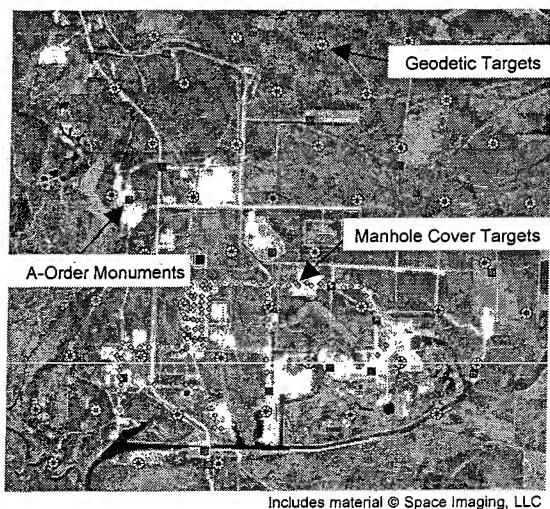 Geodetic Targets
Manhole Cover Targets
A-Order Monuments
Includes material © Space Imaging, LLC